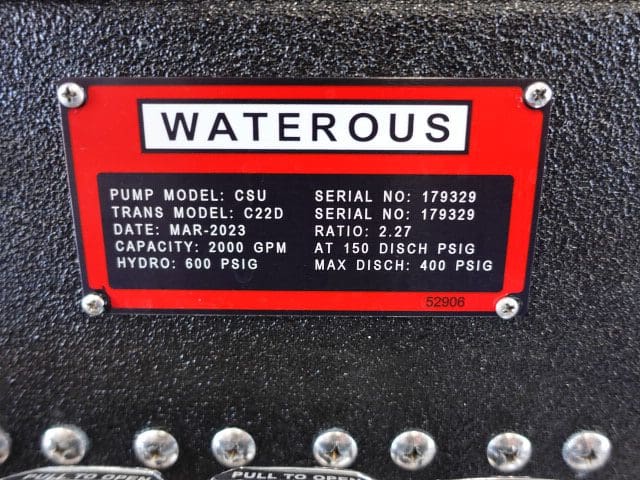 WATEROUS
PUMP MODEL: CSU SERIAL NO: 179329
TRANS MODEL: C22D SERIAL NO: 179329
DATE: MAR-2023 RATIO: 2.27
CAPACITY: 2000 GPM AT 150 DISCH PSIG
HYDRO: 600 PSIG MAX DISCH: 400 PSIG
52906
PULL TO OPEN PULL TO OPEN